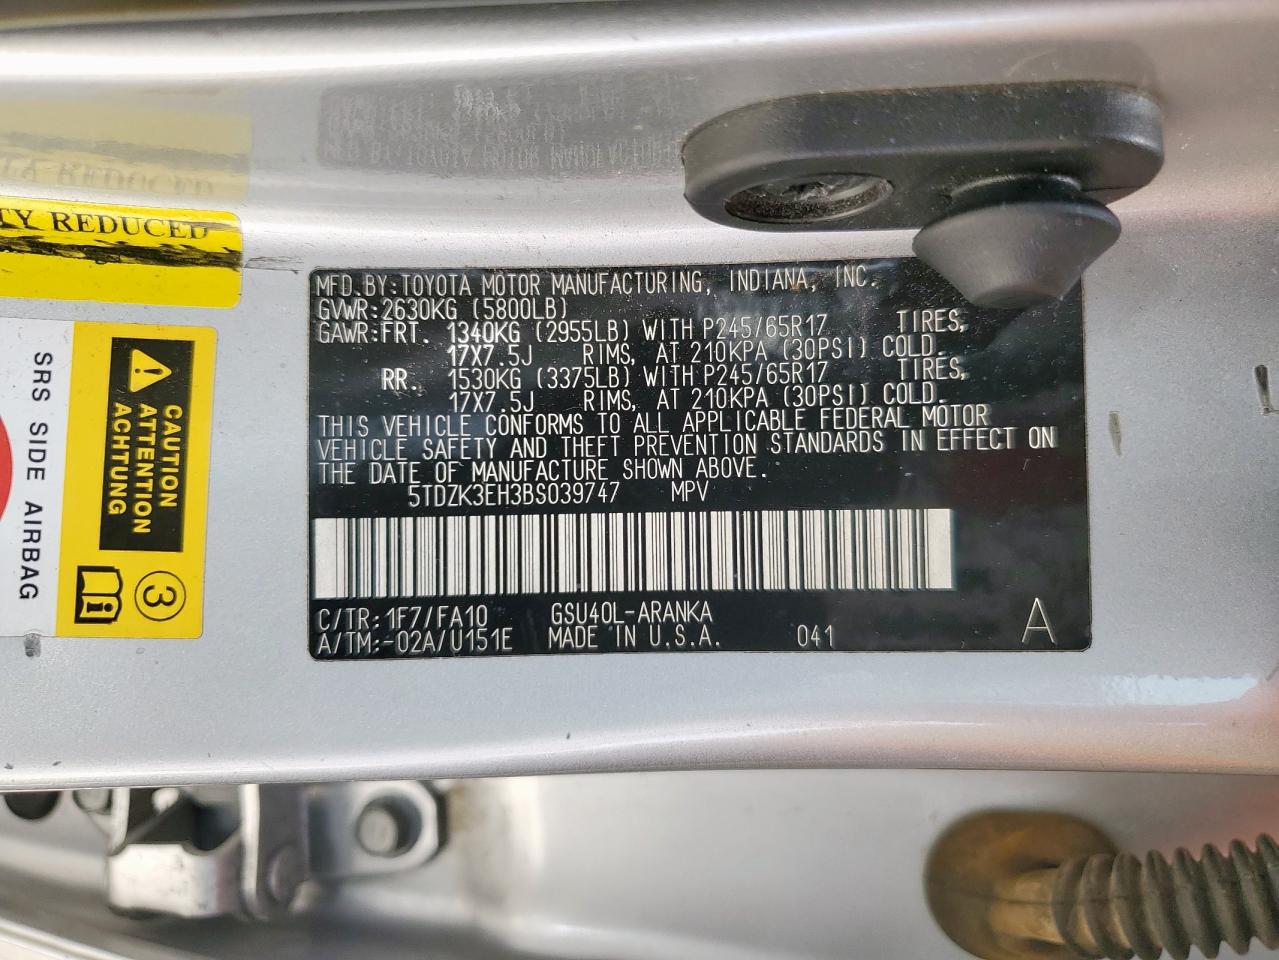 TY REDUCED
MFD.BY:TOYOTA MOTOR MANUFACTURING, INDIANA, INC.
GVWR:2630KG (5800LB)
GAWR:FRT. 1340KG (2955LB) WITH P245/65R17 TIRES,
17X7.5J RIMS, AT 210KPA (30PSI) COLD.
RR. 1530KG (3375LB) WITH P245/65R17 TIRES,
17X7.5J RIMS, AT 210KPA (30PSI) COLD.
THIS VEHICLE CONFORMS TO ALL APPLICABLE FEDERAL MOTOR
VEHICLE SAFETY AND THEFT PREVENTION STANDARDS IN EFFECT ON
THE DATE OF MANUFACTURE SHOWN ABOVE.
5TDZK3EH3BS039747 MPV
C/TR:1F7/FA10 GSU40L-ARANKA
A/TM:-02A/U151E MADE IN U.S.A. 041 A
CAUTION
ATTENTION
ACHTUNG
3
SRS SIDE AIRBAG